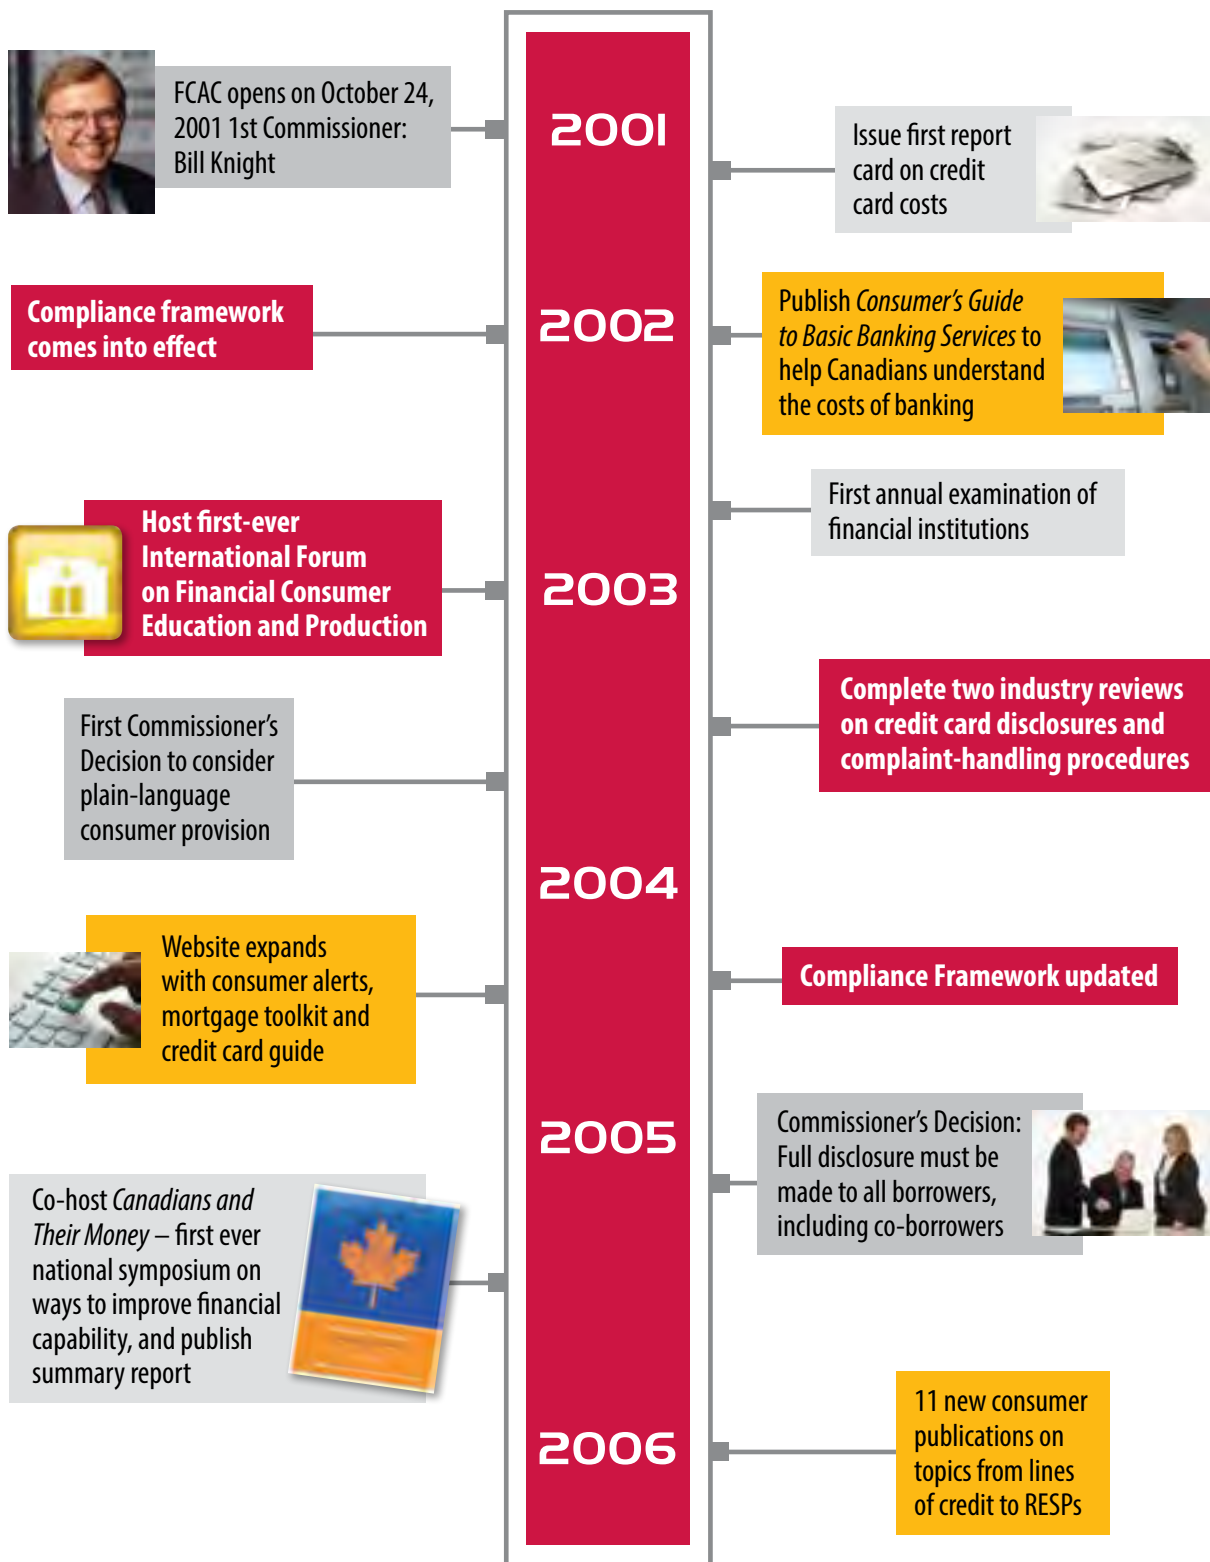 FCAC opens on October 24,
2001 1st Commissioner:
Bill Knight
2001
Issue first report
card on credit
card costs
Compliance framework
comes into effect
2002
Publish Consumer's Guide
to Basic Banking Services to
help Canadians understand
the costs of banking
First annual examination of
financial institutions
Host first-ever
International Forum
on Financial Consumer
Education and Production
2003
Complete two industry reviews
on credit card disclosures and
complaint-handling procedures
First Commissioner's
Decision to consider
plain-language
consumer provision
2004
Website expands
with consumer alerts,
mortgage toolkit and
credit card guide
Compliance Framework updated
2005
Commissioner's Decision:
Full disclosure must be
made to all borrowers,
including co-borrowers
Co-host Canadians and
Their Money – first ever
national symposium on
ways to improve financial
capability, and publish
summary report
2006
11 new consumer
publications on
topics from lines
of credit to RESPs